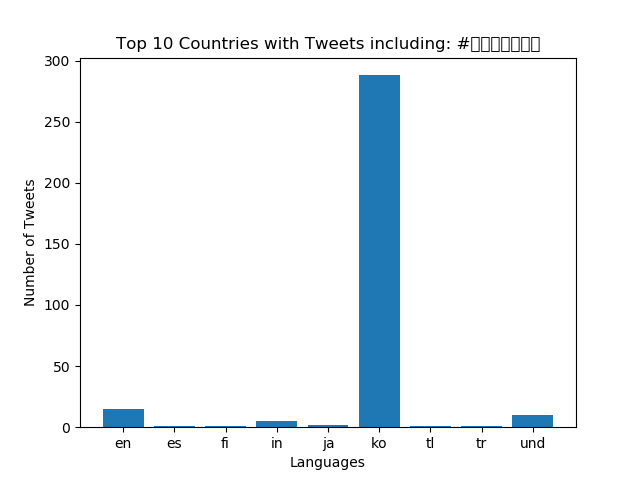 Top 10 Countries with Tweets including: #▯▯▯▯▯▯▯
300
250
200
150
100
50
0
Number of Tweets
en es fi in ja ko tl tr und
Languages